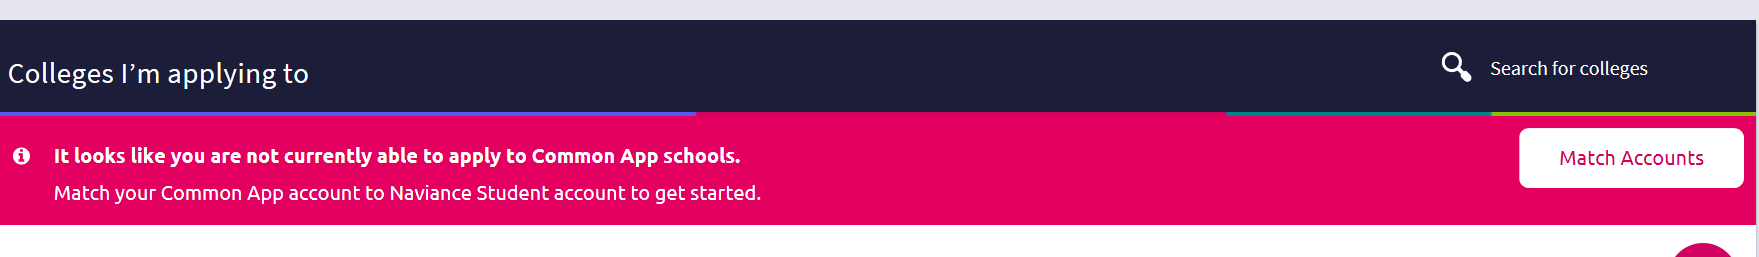 Colleges I'm applying to
Search for colleges
It looks like you are not currently able to apply to Common App schools.
Match your Common App account to Naviance Student account to get started.
Match Accounts